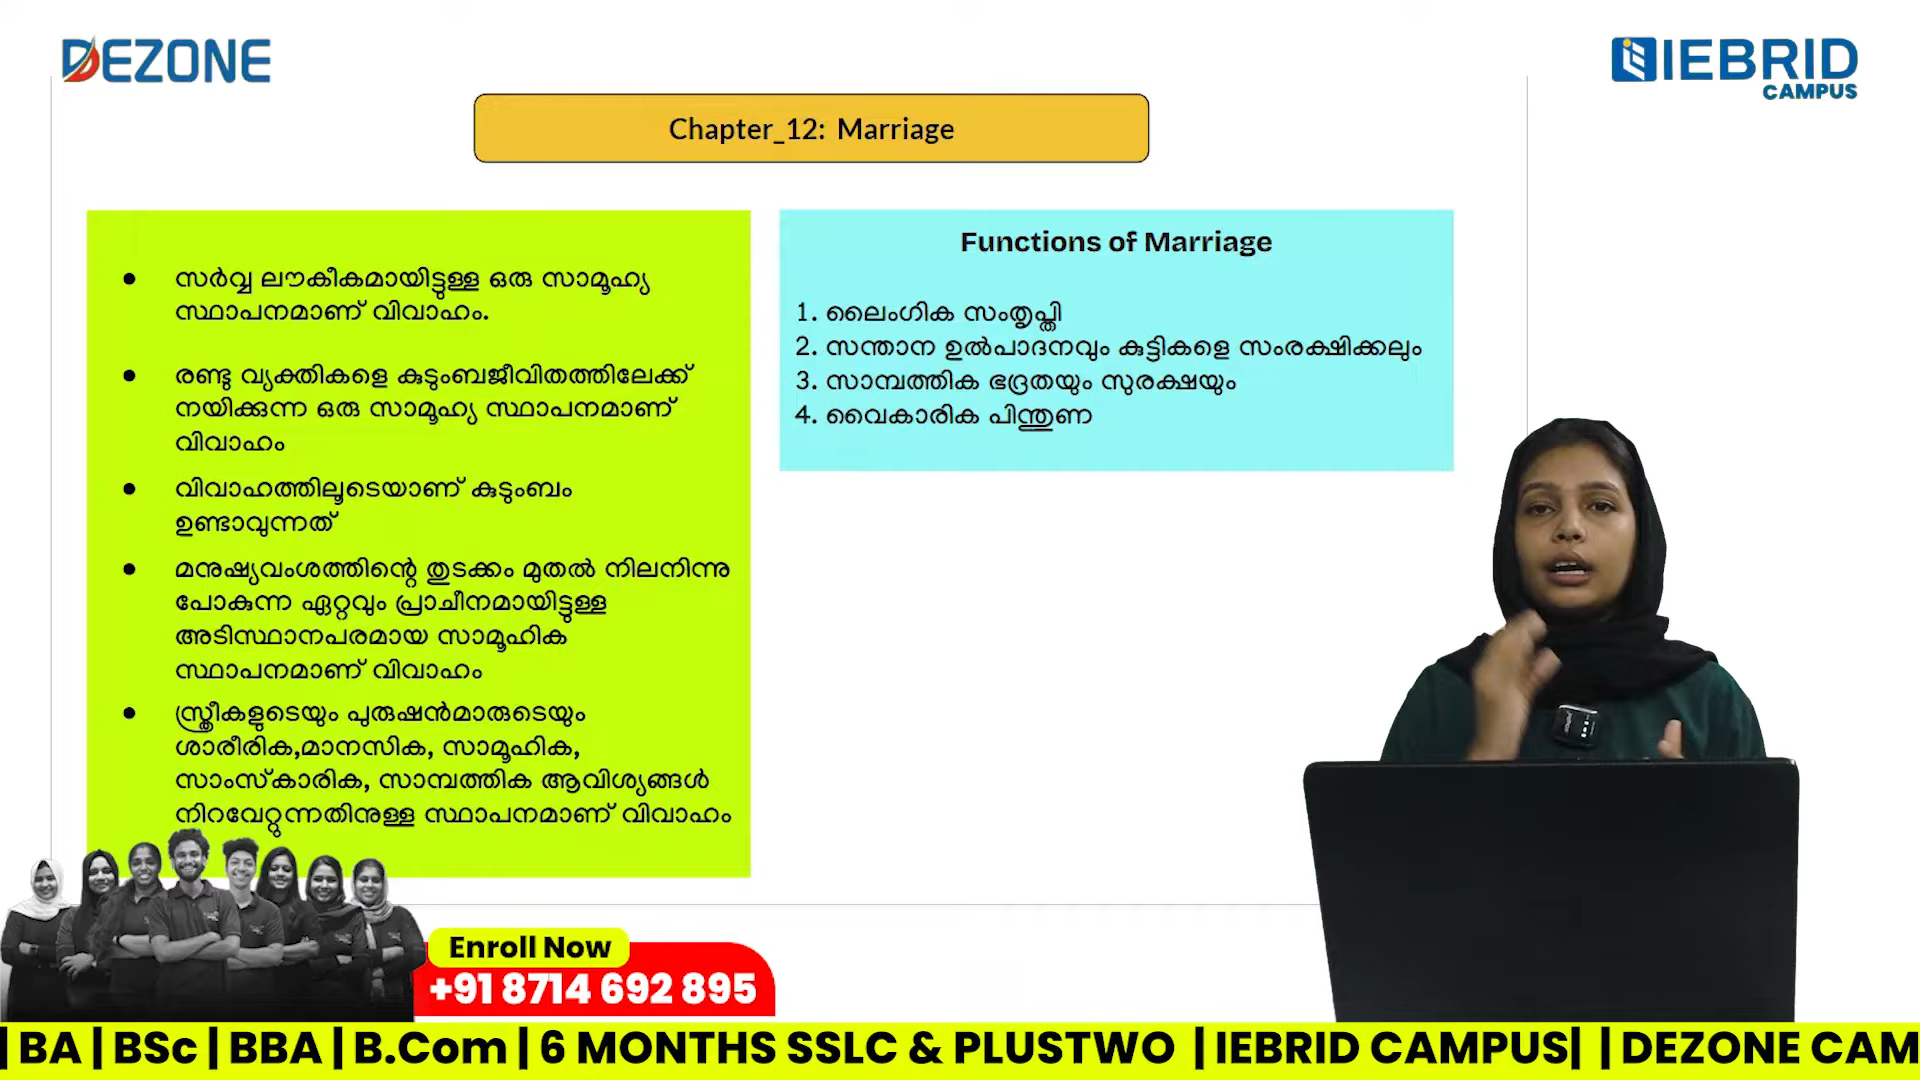 DEZONE
IEBRID
CAMPUS
Chapter_12: Marriage
സർവ്വ ലൗകീകമായിട്ടുള്ള ഒരു സാമൂഹ്യ
സ്ഥാപനമാണ് വിവാഹം.
രണ്ടു വ്യക്തികളെ കുടുംബജീവിതത്തിലേക്ക്
നയിക്കുന്ന ഒരു സാമൂഹ്യ സ്ഥാപനമാണ്
വിവാഹം
വിവാഹത്തിലൂടെയാണ് കുടുംബം
ഉണ്ടാവുന്നത്
മനുഷ്യവംശത്തിന്റെ തുടക്കം മുതൽ നിലനിന്നു
പോകുന്ന ഏറ്റവും പ്രാചീനമായിട്ടുള്ള
അടിസ്ഥാനപരമായ സാമൂഹിക
സ്ഥാപനമാണ് വിവാഹം
സ്ത്രീകളുടെയും പുരുഷൻമാരുടെയും
ശാരീരിക,മാനസിക, സാമൂഹിക,
സാംസ്കാരിക, സാമ്പത്തിക ആവിശ്യങ്ങൾ
നിറവേറ്റുന്നതിനുള്ള സ്ഥാപനമാണ് വിവാഹം
Functions of Marriage
1. ലൈംഗിക സംതൃപ്തി
2. സന്താന ഉൽപാദനവും കുട്ടികളെ സംരക്ഷിക്കലും
3. സാമ്പത്തിക ഭദ്രതയും സുരക്ഷയും
4. വൈകാരിക പിന്തുണ
Enroll Now
+91 8714 692 895
| BA | BSc | BBA | B.Com | 6 MONTHS SSLC & PLUSTWO | IEBRID CAMPUS| | DEZONE CAM